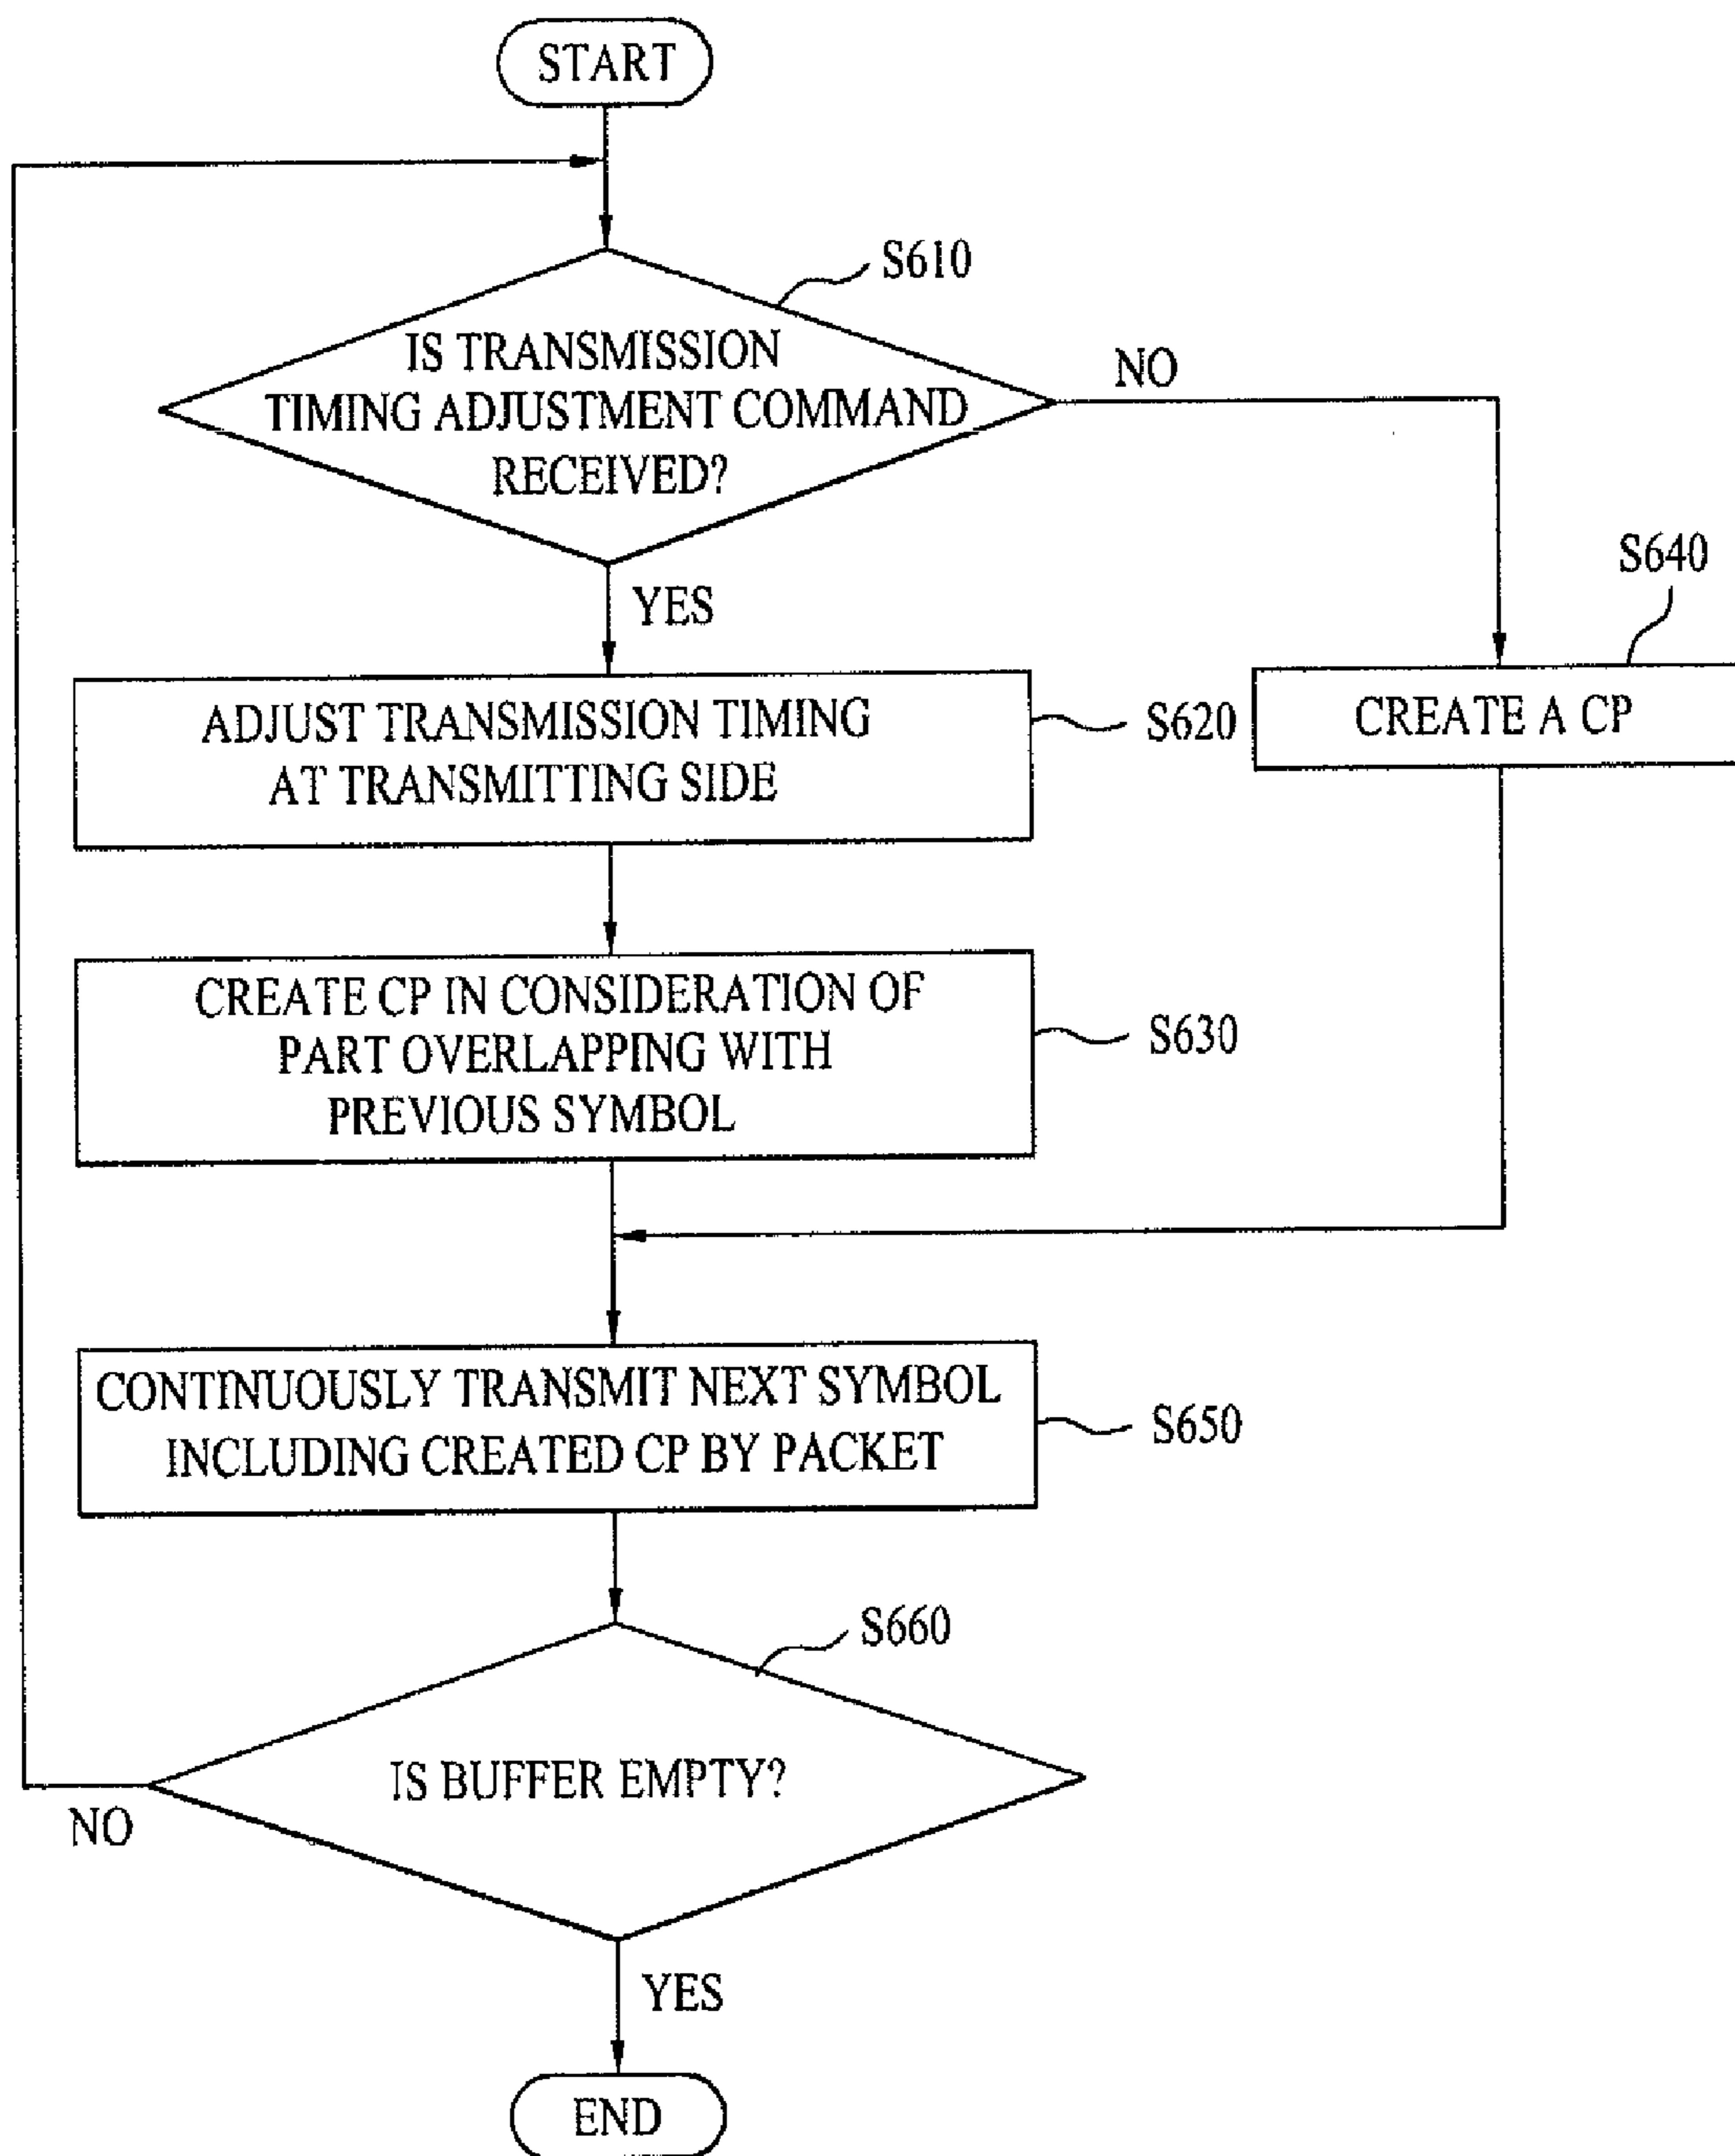 START
S610
IS TRANSMISSION
TIMING ADJUSTMENT COMMAND
RECEIVED?
NO
YES
S640
CREATE A CP
ADJUST TRANSMISSION TIMING
AT TRANSMITTING SIDE
S620
CREATE CP IN CONSIDERATION OF
PART OVERLAPPING WITH
PREVIOUS SYMBOL
S630
CONTINUOUSLY TRANSMIT NEXT SYMBOL
INCLUDING CREATED CP BY PACKET
S650
S660
IS BUFFER EMPTY?
NO
YES
END